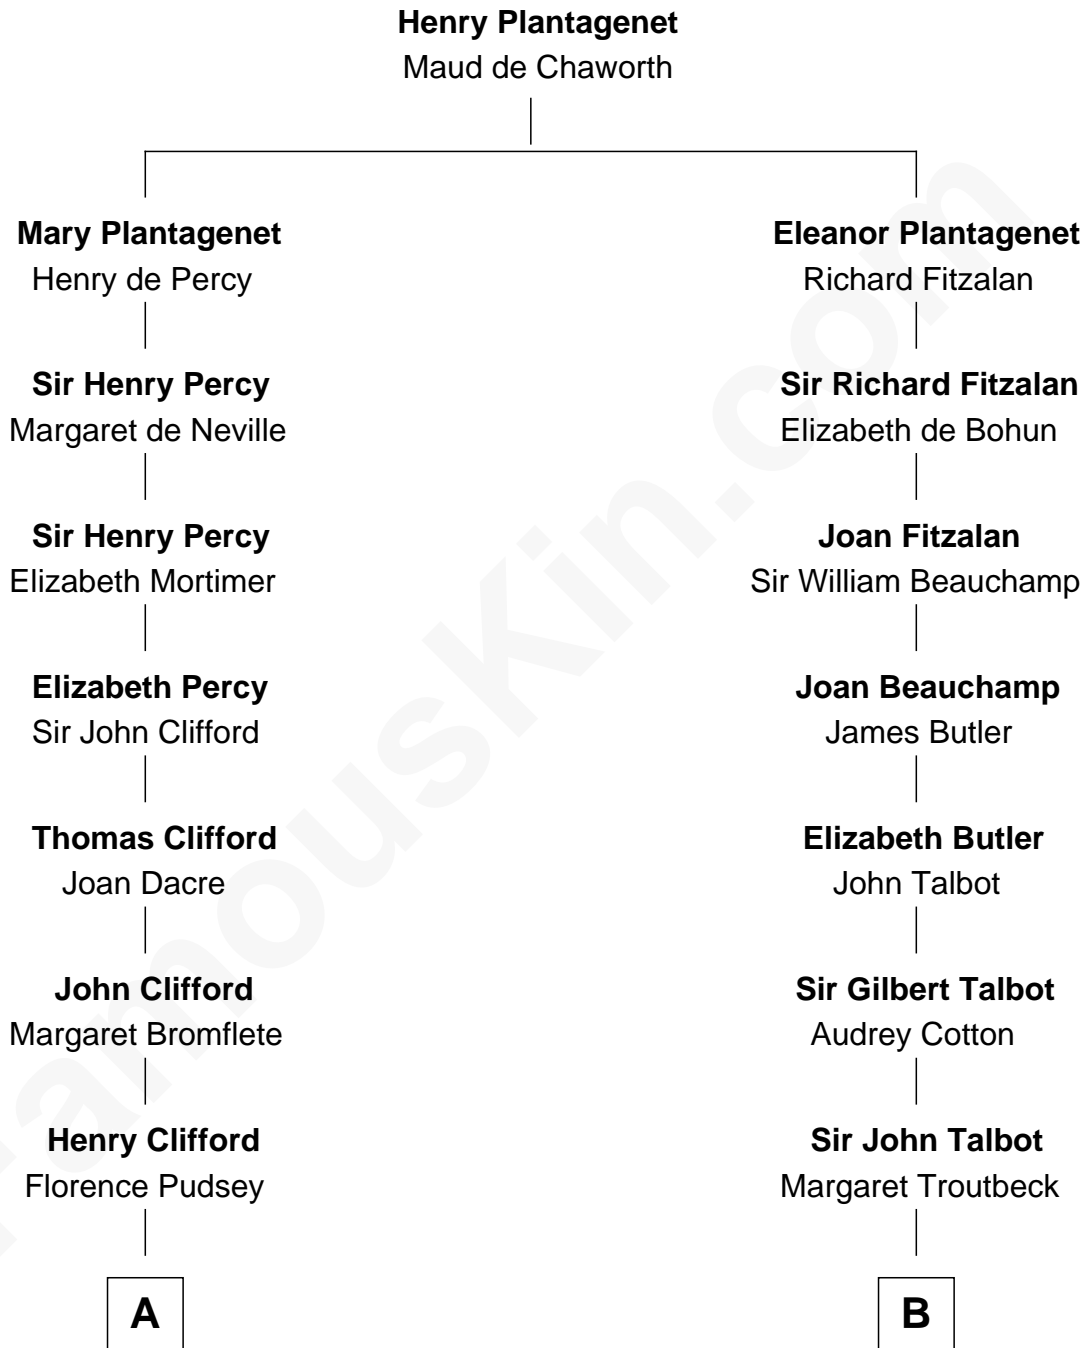 Henry Plantagenet
Maud de Chaworth
Mary Plantagenet
Henry de Percy
Eleanor Plantagenet
Richard Fitzalan
Sir Henry Percy
Margaret de Neville
Sir Richard Fitzalan
Elizabeth de Bohun
Sir Henry Percy
Elizabeth Mortimer
Joan Fitzalan
Sir William Beauchamp
Elizabeth Percy
Sir John Clifford
Joan Beauchamp
James Butler
Thomas Clifford
Joan Dacre
Elizabeth Butler
John Talbot
John Clifford
Margaret Bromflete
Sir Gilbert Talbot
Audrey Cotton
Henry Clifford
Florence Pudsey
Sir John Talbot
Margaret Troutbeck
A
B
FamousKin.com